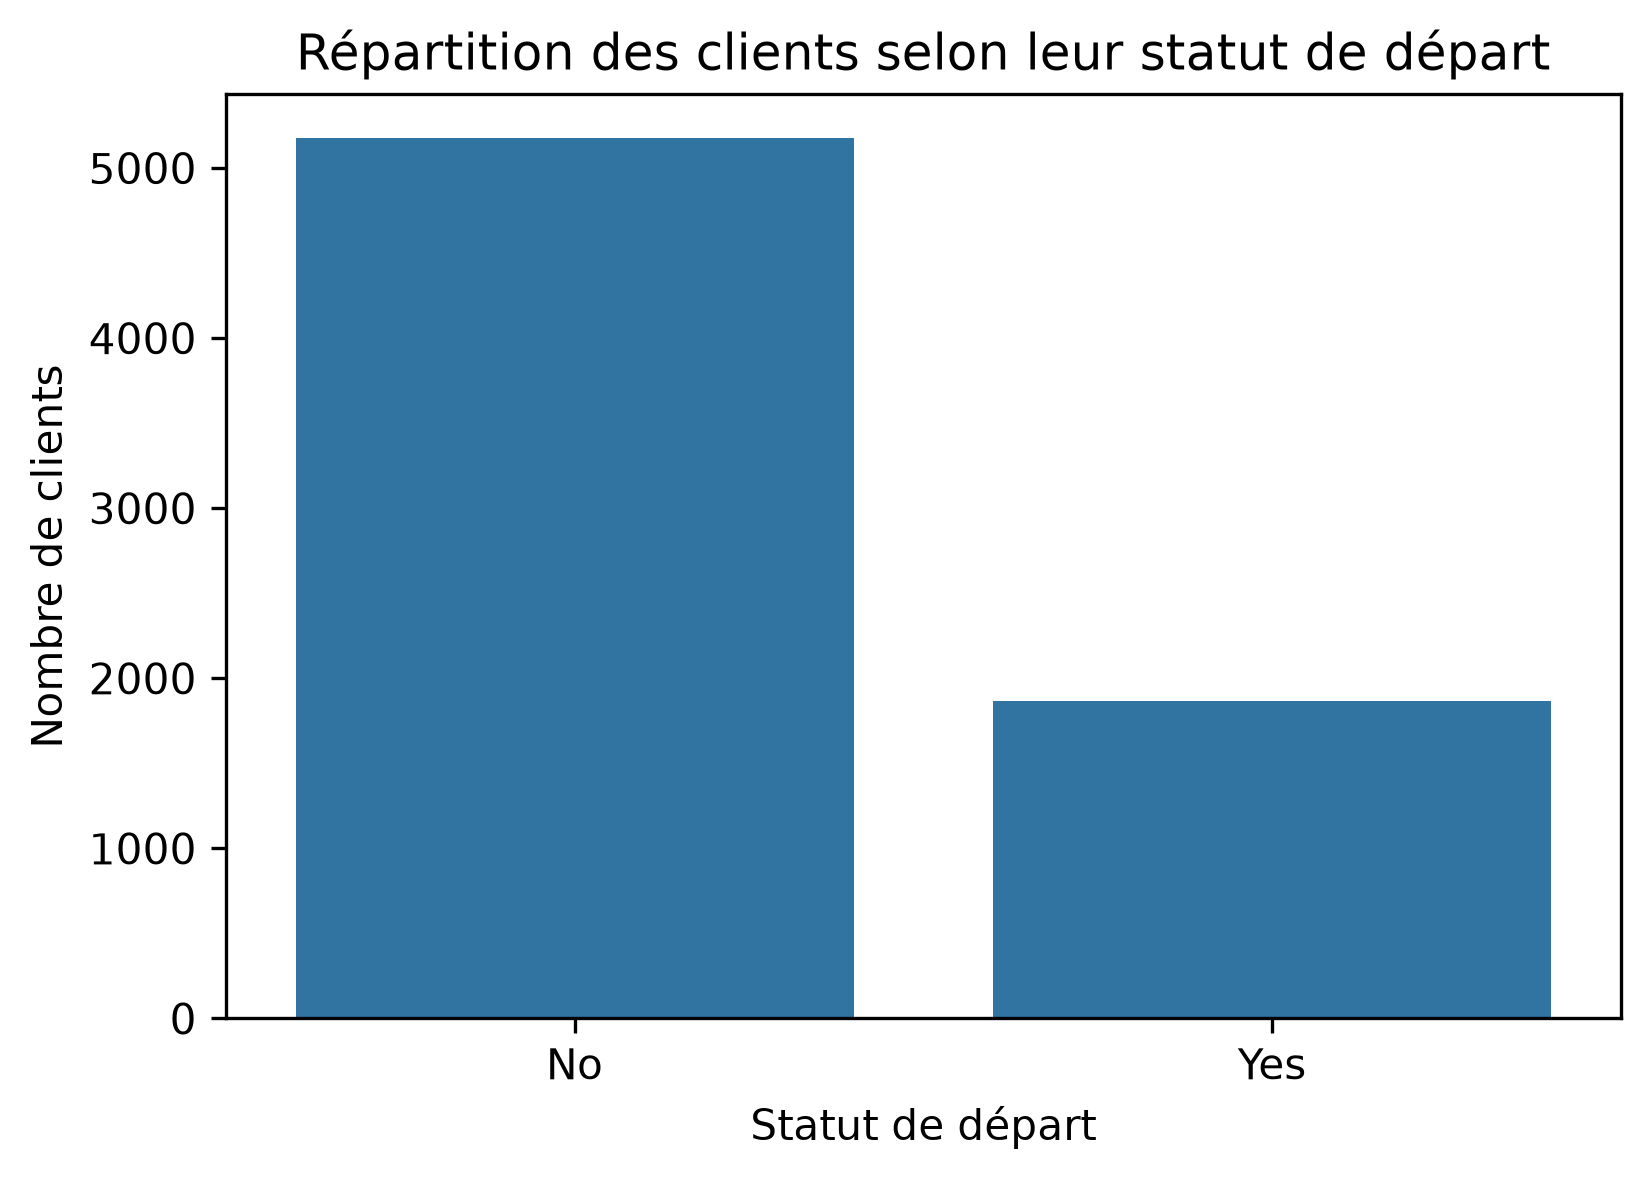 Répartition des clients selon leur statut de départ
Nombre de clients
5000
4000
3000
2000
1000
0
No
Yes
Statut de départ